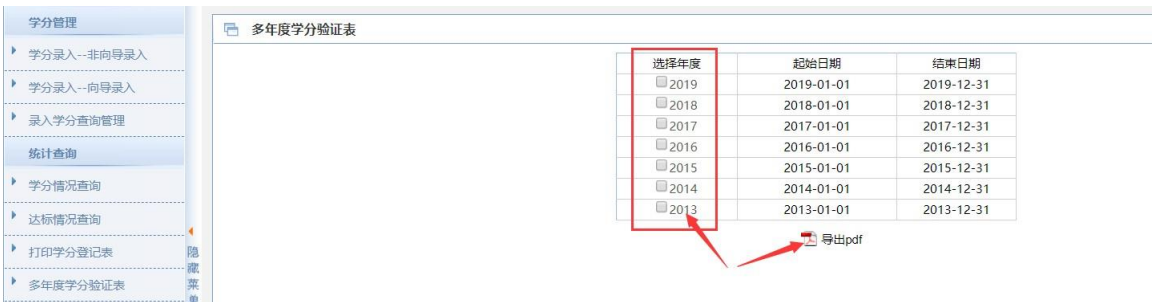 学分管理
学分录入--非向导录入
学分录入--向导录入
录入学分查询管理
统计查询
学分情况查询
达标情况查询
打印学分登记表
多年度学分验证表
隐
藏
菜
单
多年度学分验证表
选择年度 起始日期 结束日期
2019 2019-01-01 2019-12-31
2018 2018-01-01 2018-12-31
2017 2017-01-01 2017-12-31
2016 2016-01-01 2016-12-31
2015 2015-01-01 2015-12-31
2014 2014-01-01 2014-12-31
2013 2013-01-01 2013-12-31
导出pdf